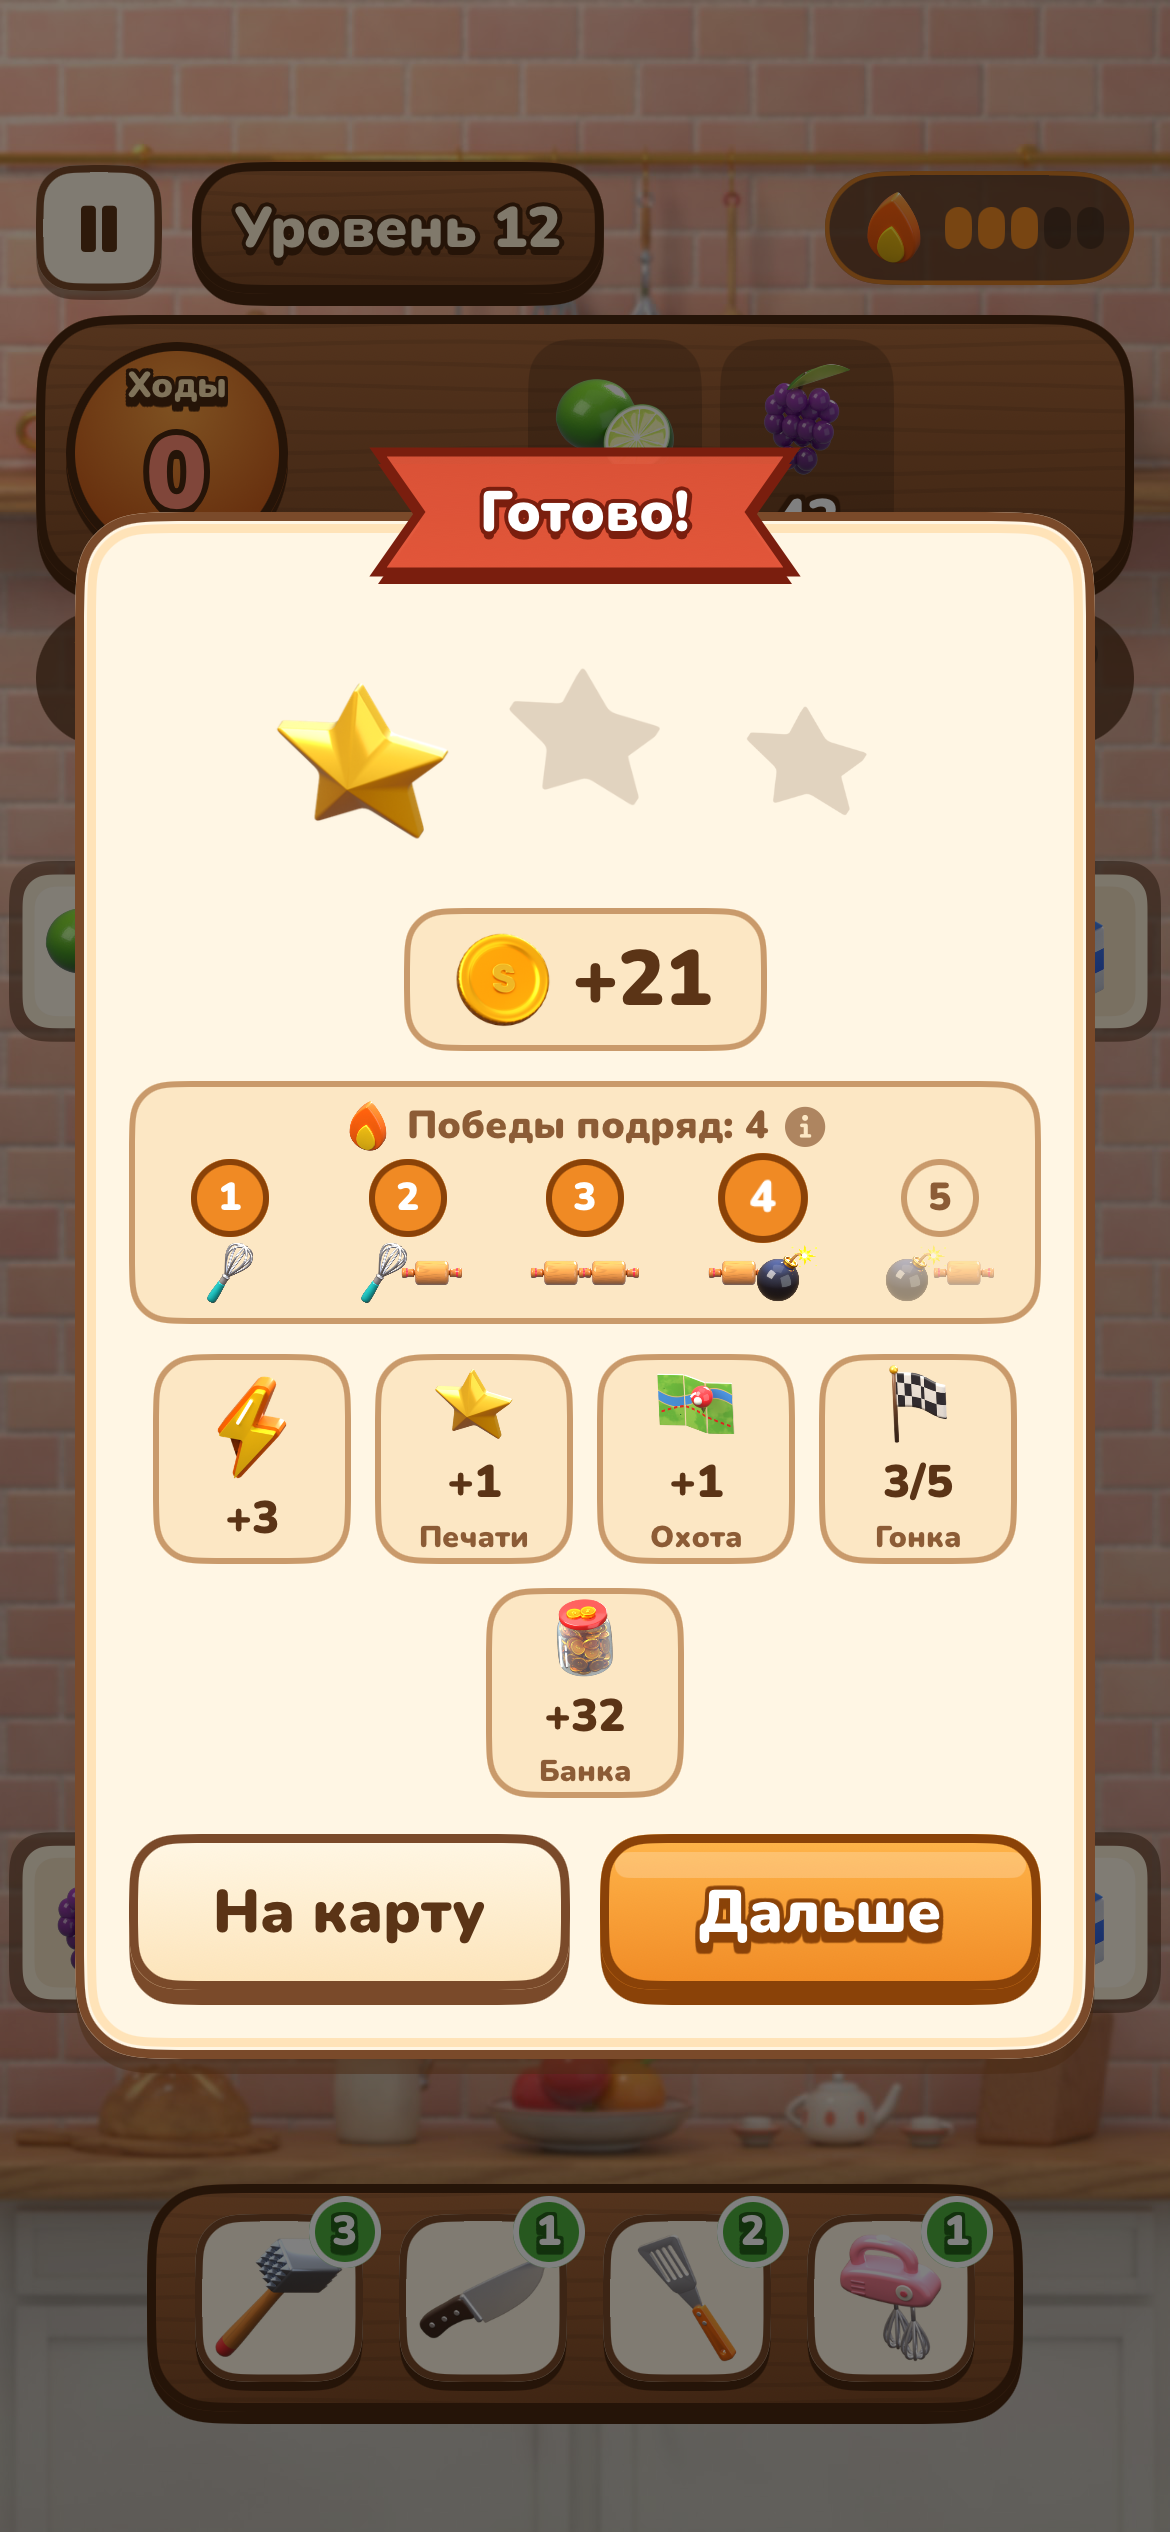 Уровень 12
Ходы
0
Готово!
+21
Победы подряд: 4
1 2 3 4 5
+3
+1
Печати
+1
Охота
3/5
Гонка
+32
Банка
На карту
Дальше
3 1 2 1